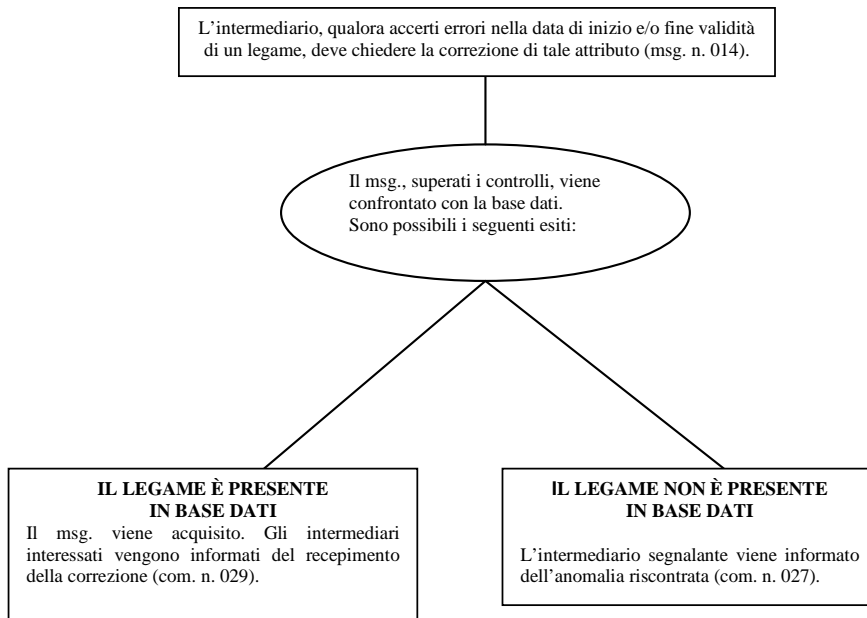 L’intermediario, qualora accerti errori nella data di inizio e/o fine validità
di un legame, deve chiedere la correzione di tale attributo (msg. n. 014).
Il msg., superati i controlli, viene
confrontato con la base dati.
Sono possibili i seguenti esiti:
IL LEGAME È PRESENTE
IN BASE DATI
Il msg. viene acquisito. Gli intermediari
interessati vengono informati del recepimento
della correzione (com. n. 029).
IL LEGAME NON È PRESENTE
IN BASE DATI
L’intermediario segnalante viene informato
dell’anomalia riscontrata (com. n. 027).